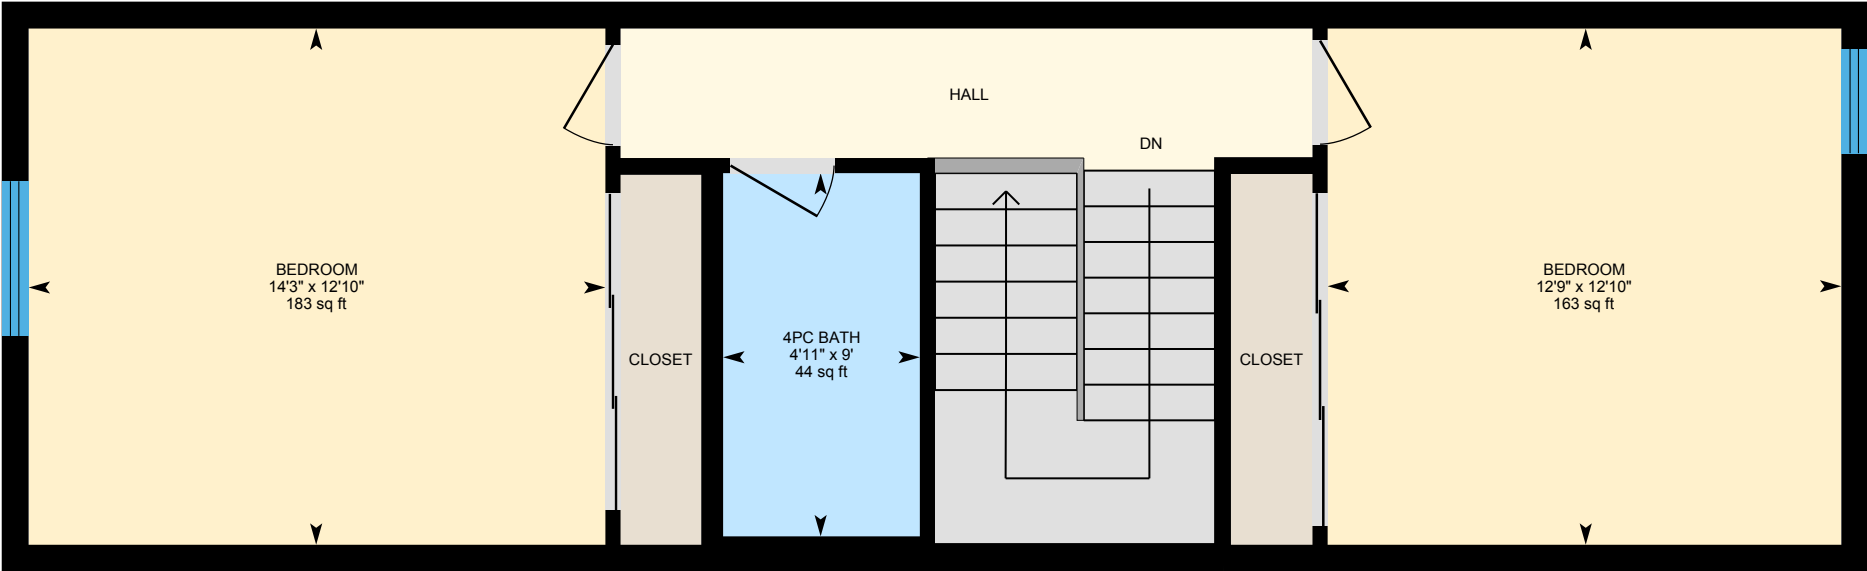 HALL
DN
BEDROOM
14'3" x 12'10"
183 sq ft
BEDROOM
12'9" x 12'10"
163 sq ft
4PC BATH
4'11" x 9'
44 sq ft
CLOSET
CLOSET